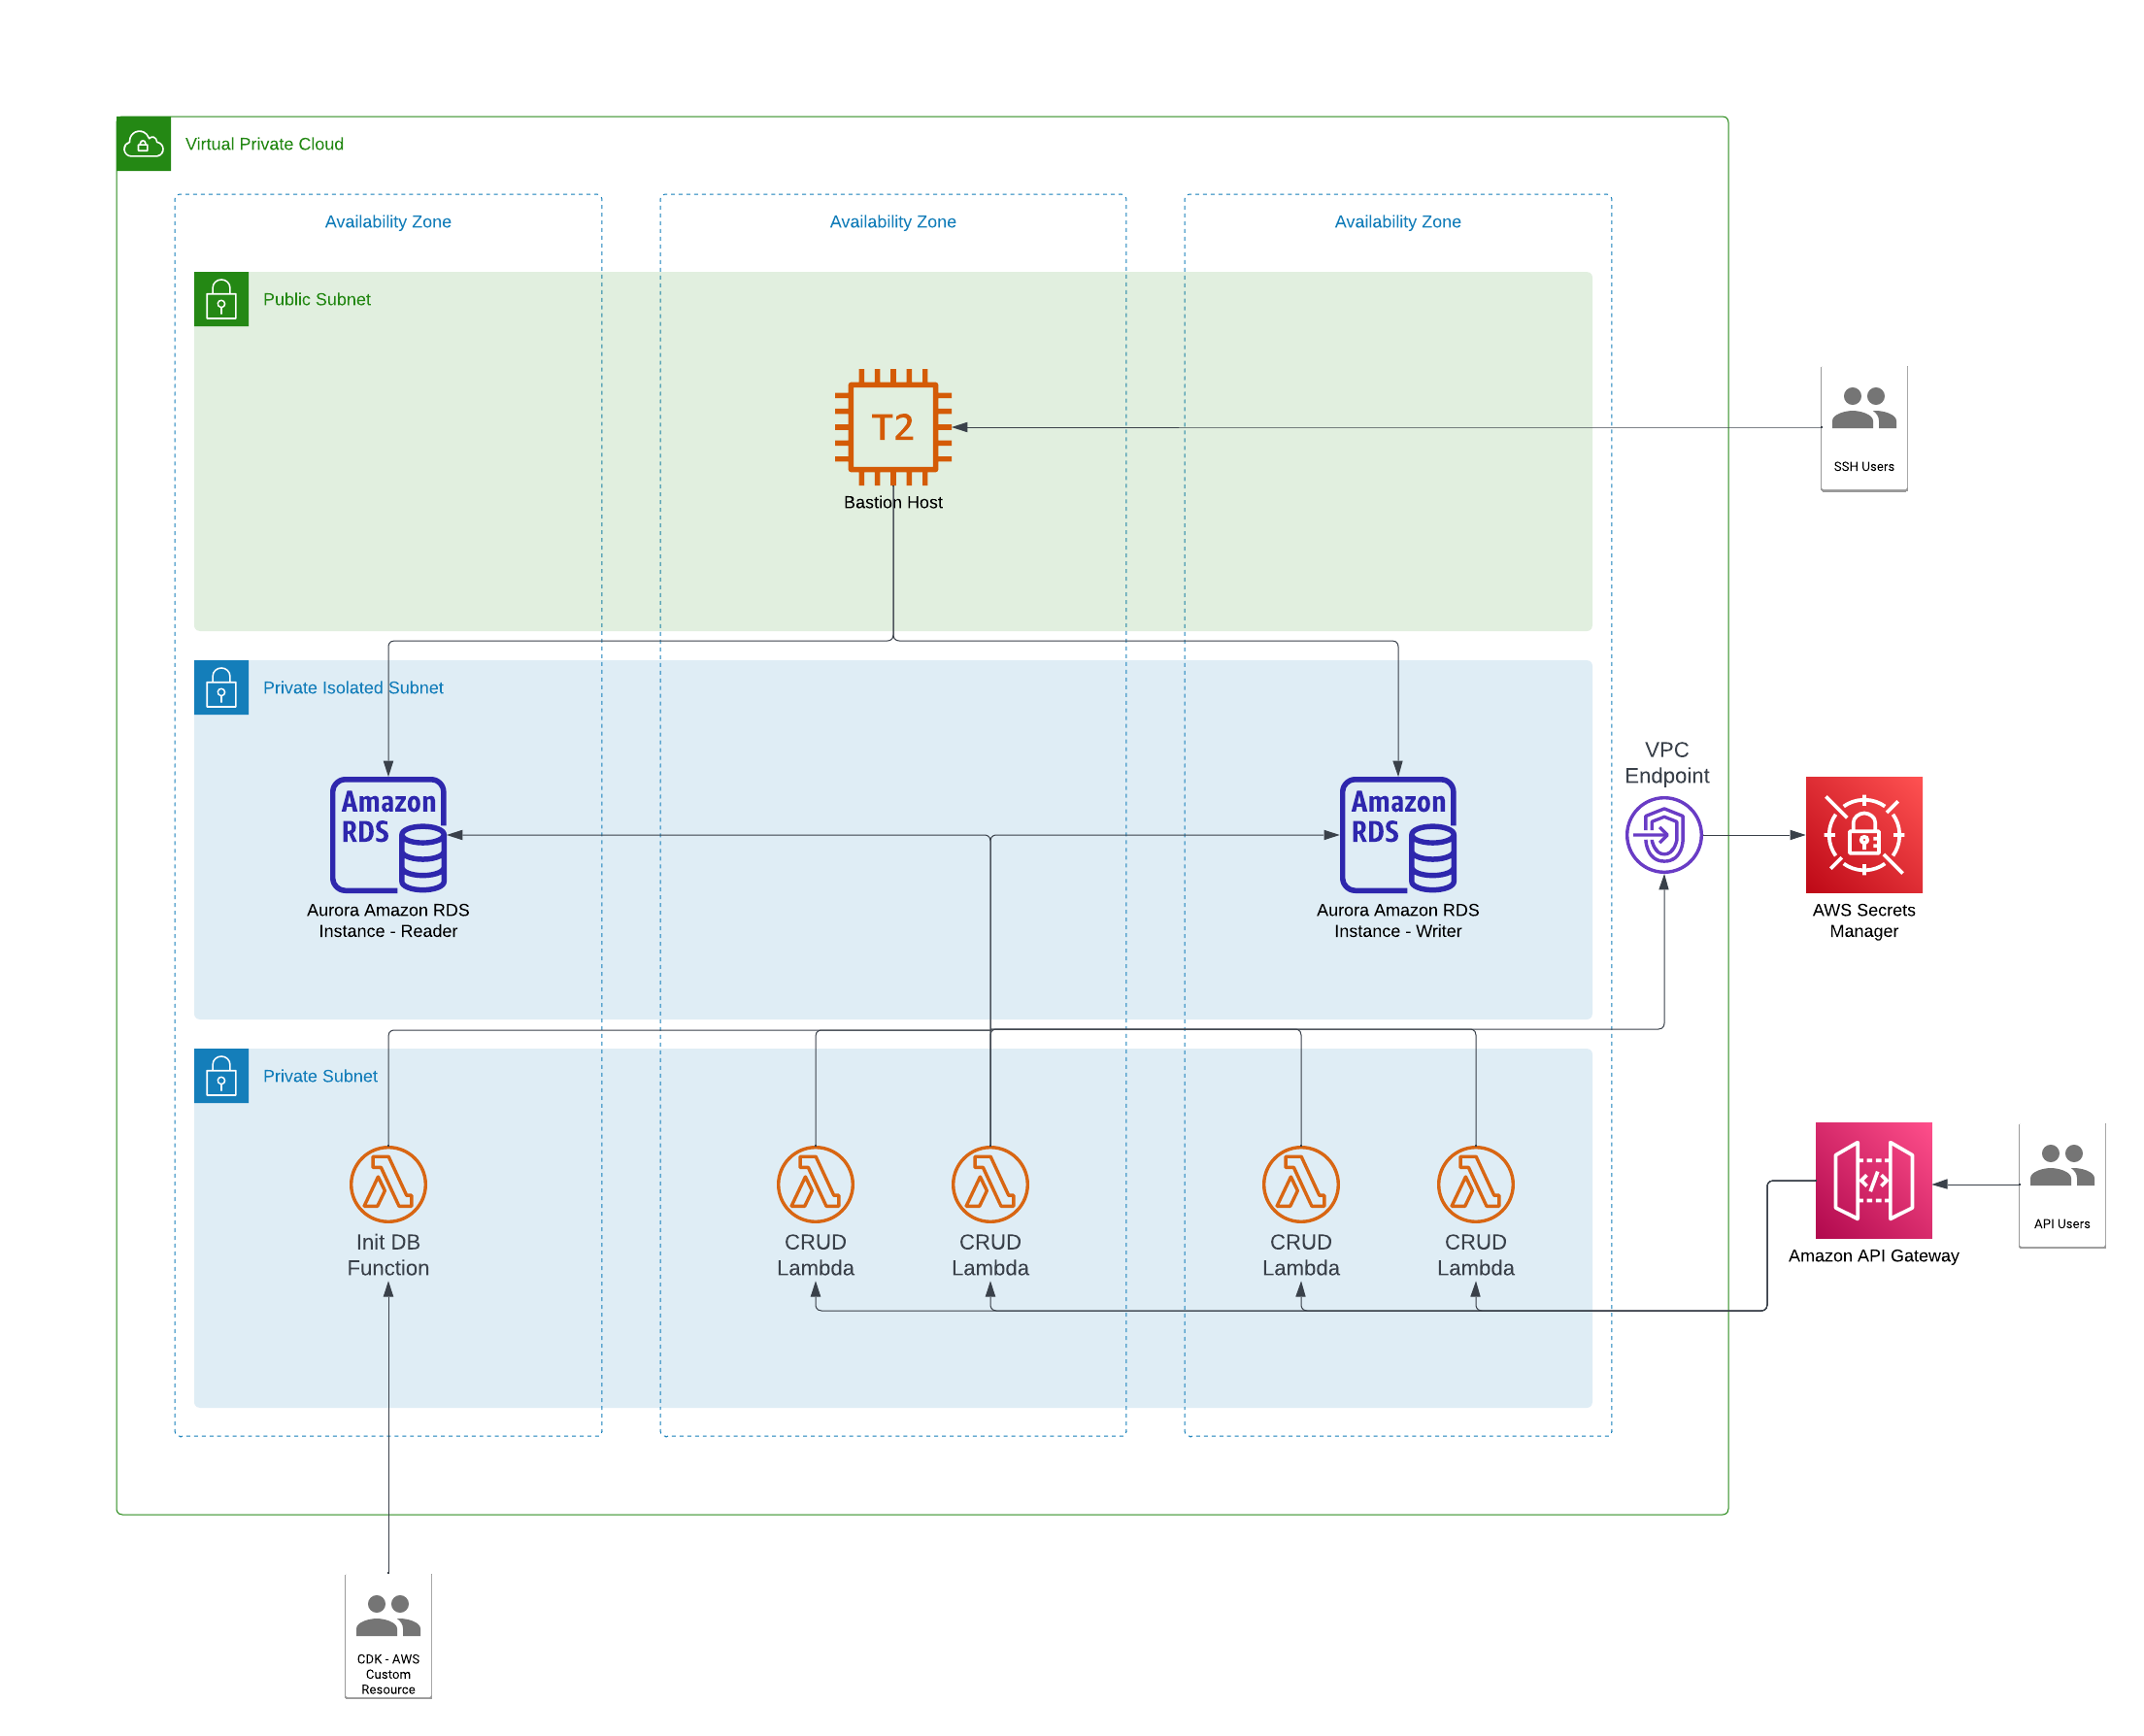 Virtual Private Cloud
Availability Zone
Availability Zone
Availability Zone
Public Subnet
T2
Bastion Host
SSH Users
Private Isolated Subnet
Amazon
RDS
Aurora Amazon RDS
Instance - Reader
Amazon
RDS
Aurora Amazon RDS
Instance - Writer
VPC
Endpoint
AWS Secrets
Manager
Private Subnet
Init DB
Function
CRUD
Lambda
CRUD
Lambda
CRUD
Lambda
CRUD
Lambda
</>
Amazon API Gateway
API Users
CDK - AWS
Custom
Resource